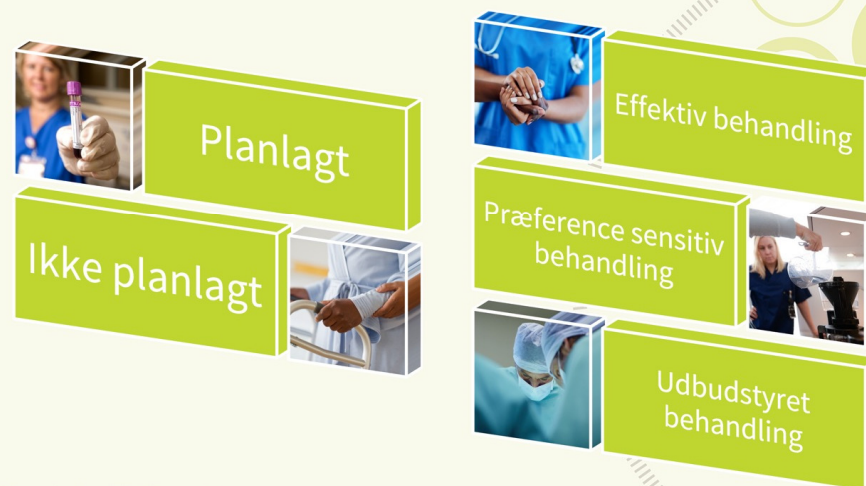 Planlagt
Ikke planlagt
Effektiv behandling
Præference sensitiv
behandling
Udbudstyret
behandling